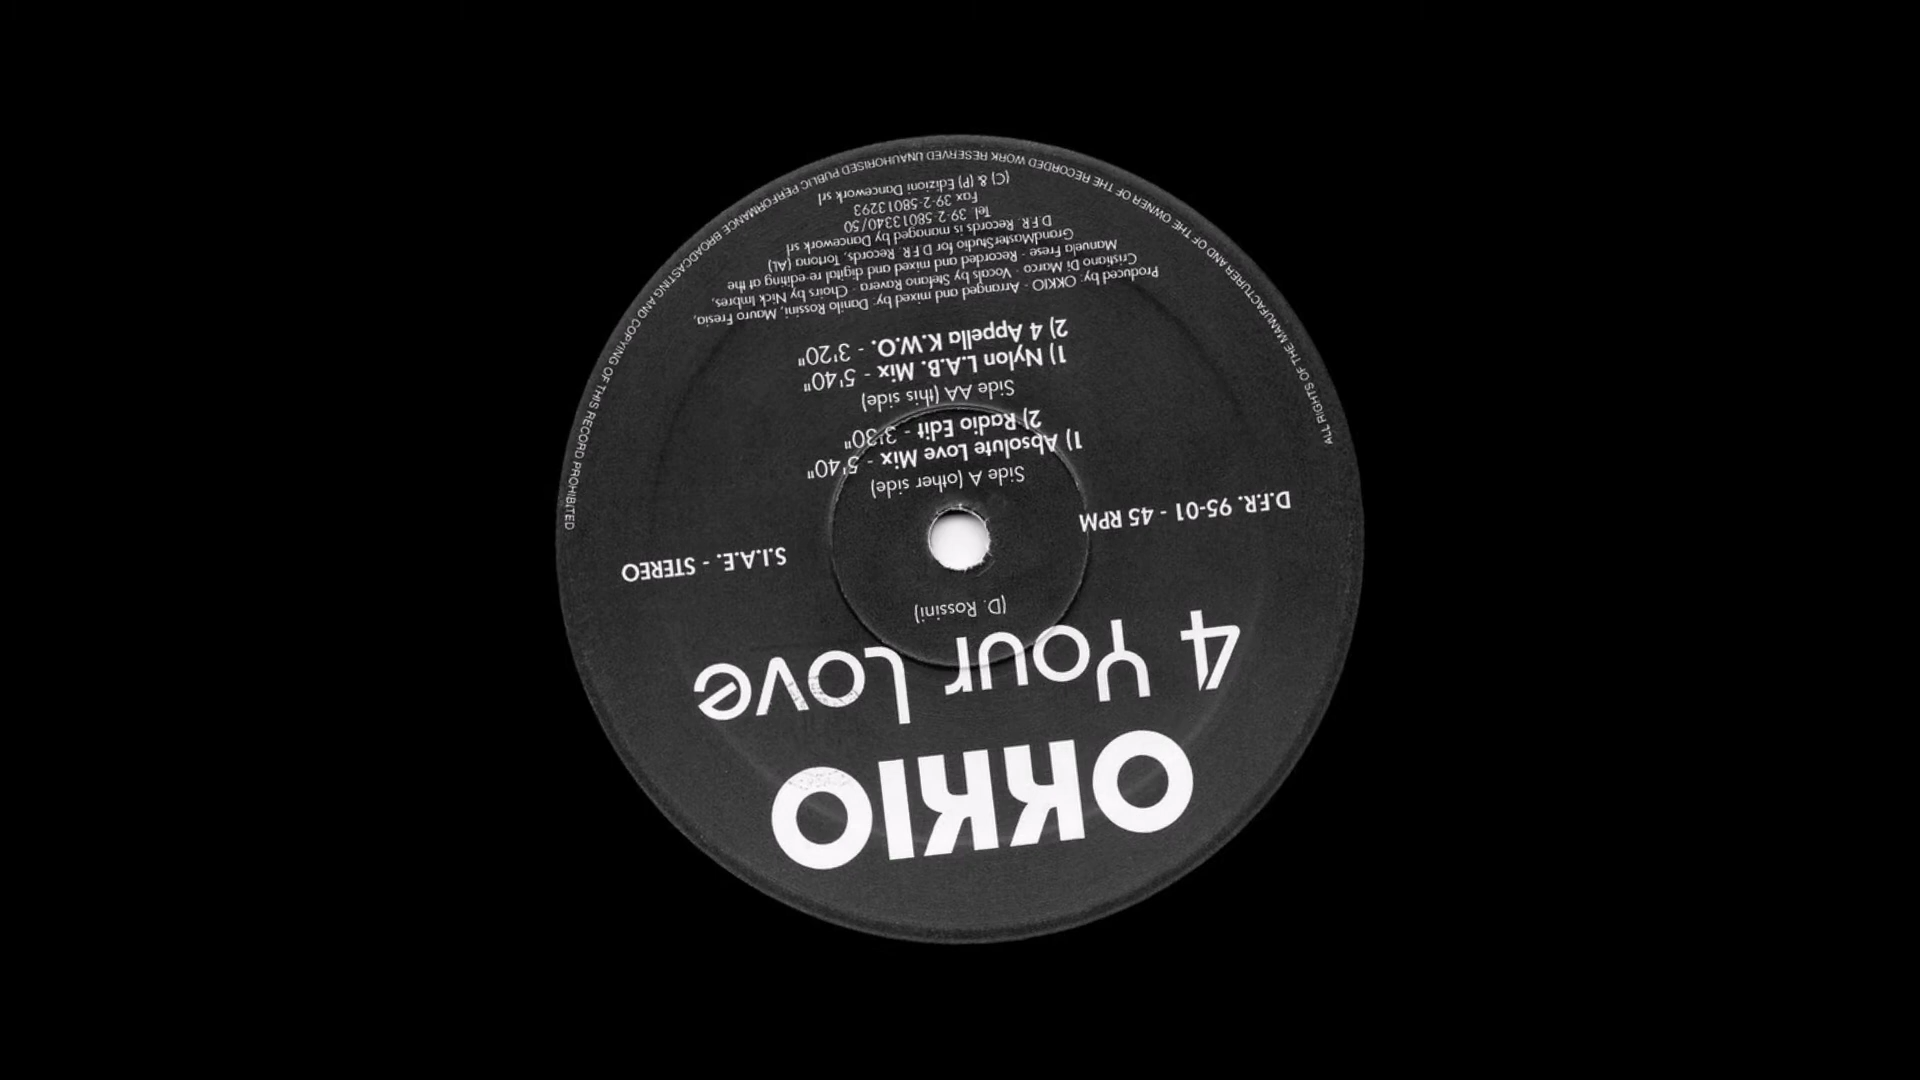 OKKIO
4 Your Love
(D. Rossini)
S.I.A.E. - STEREO
D.F.R. 95-01 - 45 RPM
Side A (other side)
1) Absolute Love Mix - 5'40"
2) Radio Edit - 3'30"
Side AA (this side)
1) Nylon L.A.B. Mix - 5'40"
2) 4 Appella K.W.O. - 3'20"
Produced by: OKKIO - Arranged and mixed by: Danilo Rossini, Mauro Fresia,
Cristiano Di Marco - Vocals by Stefano Ravera - Choirs by Nick Imbres,
Manuela Frese - Recorded and mixed and digital re-editing at the
GrandMasterStudio for D.F.R. Records, Tortona (AL)
D.F.R. Records is managed by Dancework srl
Tel. 39-2-58013340/50
Fax 39-2-58013293
(C) & (P) Edizioni Dancework srl
ALL RIGHTS OF THE MANUFACTURER AND OF THE OWNER OF THE RECORDED WORK RESERVED UNAUHORISED PUBLIC PERFORMANCE BROADCASTING AND COPYING OF THIS RECORD PROHIBITED